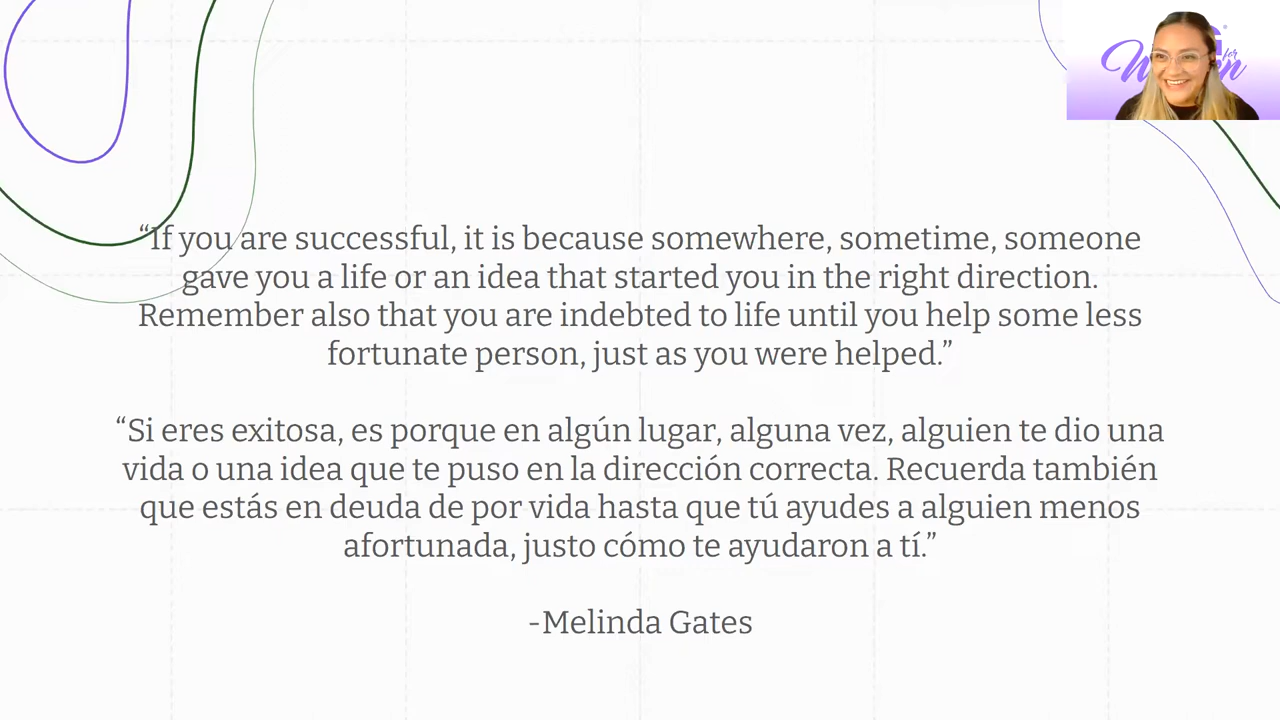 “If you are successful, it is because somewhere, sometime, someone
gave you a life or an idea that started you in the right direction.
Remember also that you are indebted to life until you help some less
fortunate person, just as you were helped.”
“Si eres exitosa, es porque en algún lugar, alguna vez, alguien te dio una
vida o una idea que te puso en la dirección correcta. Recuerda también
que estás en deuda de por vida hasta que tú ayudes a alguien menos
afortunada, justo cómo te ayudaron a tí.”
-Melinda Gates